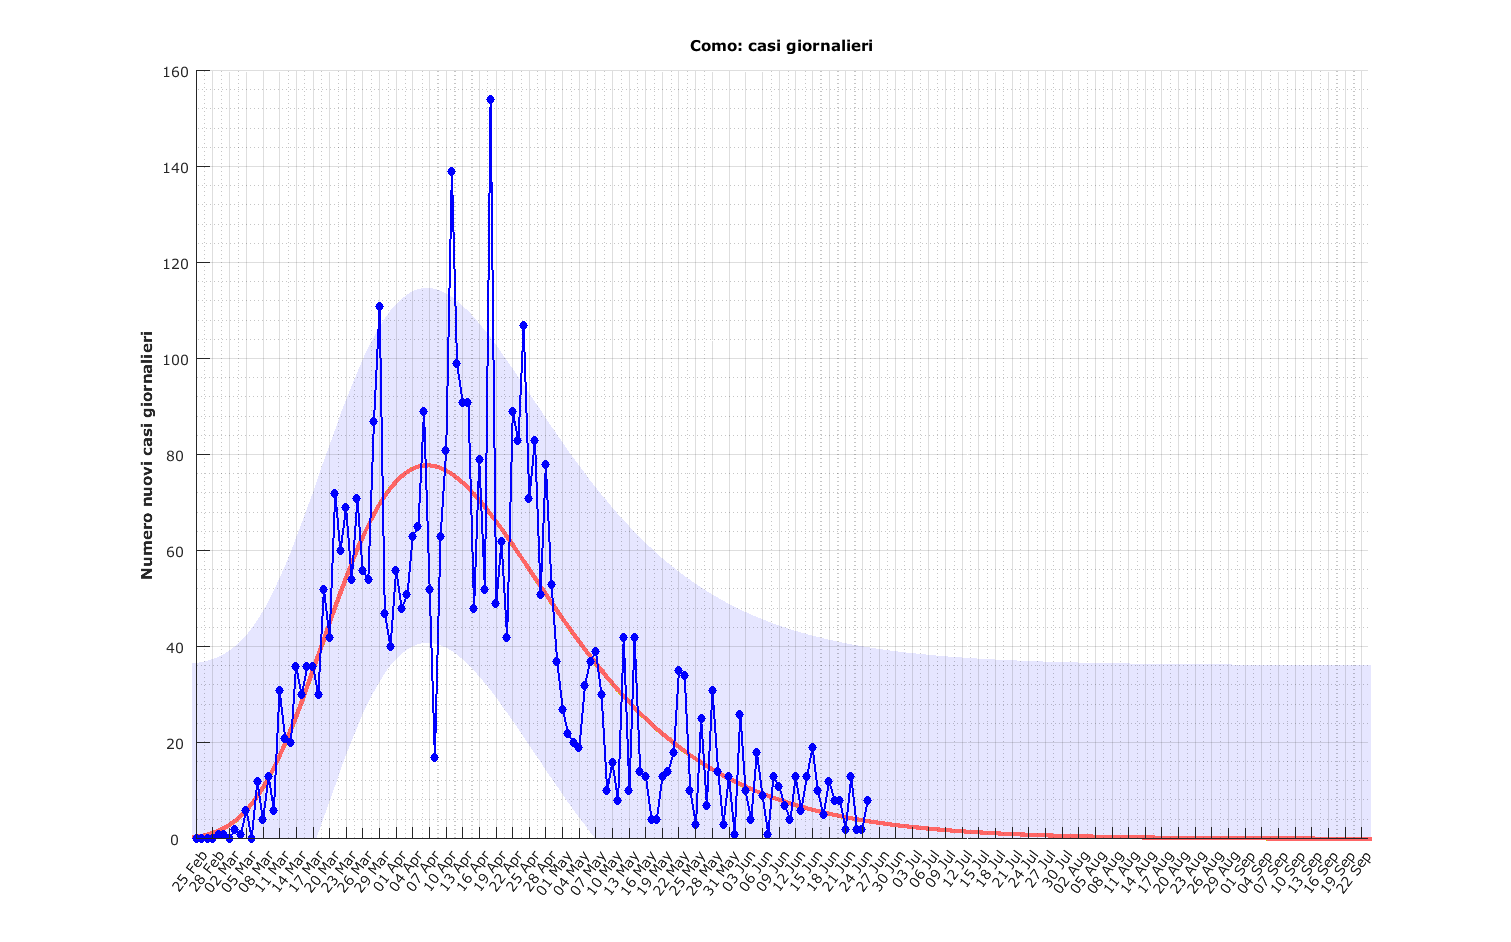 Como: casi giornalieri
160
140
120
100
80
60
40
20
0
Numero nuovi casi giornalieri
25 Feb
28 Feb
02 Mar
05 Mar
08 Mar
11 Mar
14 Mar
17 Mar
20 Mar
23 Mar
26 Mar
29 Mar
01 Apr
04 Apr
07 Apr
10 Apr
13 Apr
16 Apr
19 Apr
22 Apr
25 Apr
28 Apr
01 May
04 May
07 May
10 May
13 May
16 May
19 May
22 May
25 May
28 May
31 May
03 Jun
06 Jun
09 Jun
12 Jun
15 Jun
18 Jun
21 Jun
24 Jun
27 Jun
30 Jun
03 Jul
06 Jul
09 Jul
12 Jul
15 Jul
18 Jul
21 Jul
24 Jul
27 Jul
30 Jul
02 Aug
05 Aug
08 Aug
11 Aug
14 Aug
17 Aug
20 Aug
23 Aug
26 Aug
29 Aug
01 Sep
04 Sep
07 Sep
10 Sep
13 Sep
16 Sep
19 Sep
22 Sep